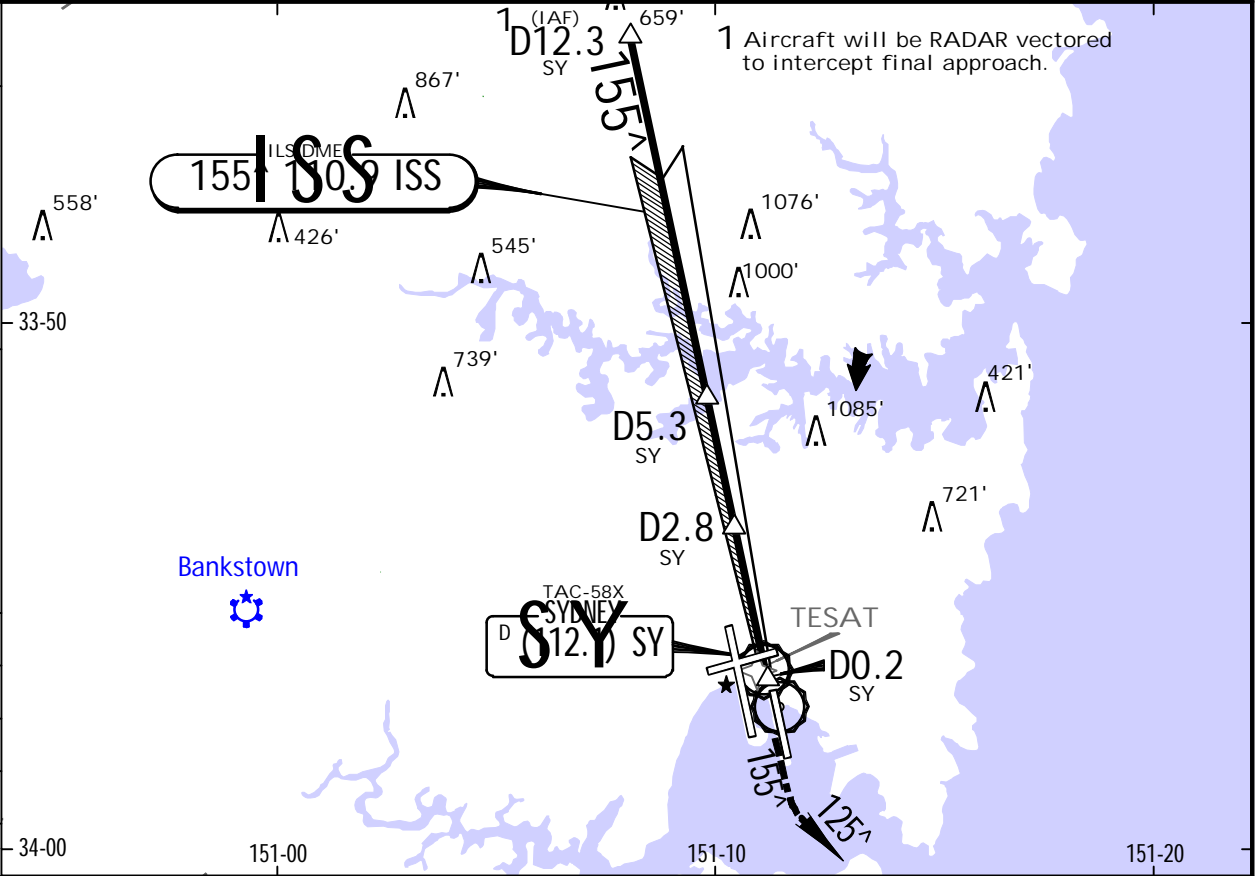 1 (IAF)
D12.3
SY
659'
1 Aircraft will be RADAR vectored
to intercept final approach.
155^
867'
ILS DME
155^ 110.9 ISS
ISS
558'
426'
545'
1076'
1000'
33-50
739'
421'
1085'
D5.3
SY
721'
D2.8
SY
Bankstown
TAC-58X
SYDNEY
D (112.1) SY
SY
TESAT
D0.2
SY
155^
125^
34-00
151-00
151-10
151-20